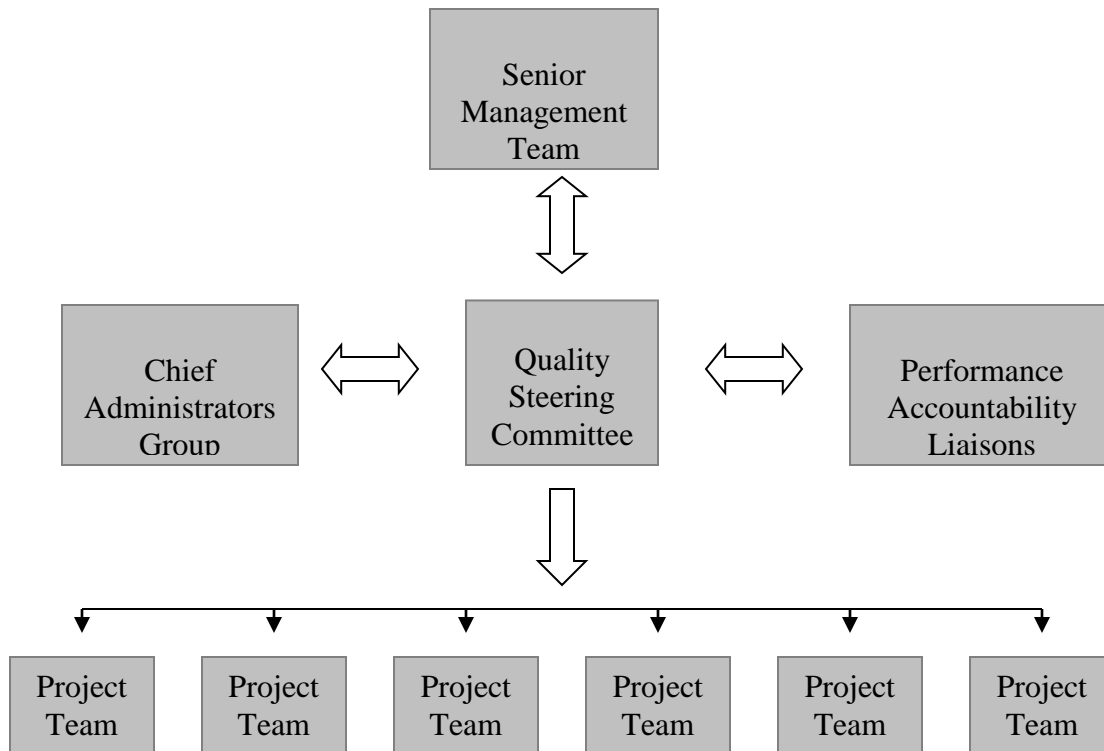 Senior
Management
Team
Chief
Administrators
Group
Quality
Steering
Committee
Performance
Accountability
Liaisons
Project
Team
Project
Team
Project
Team
Project
Team
Project
Team
Project
Team